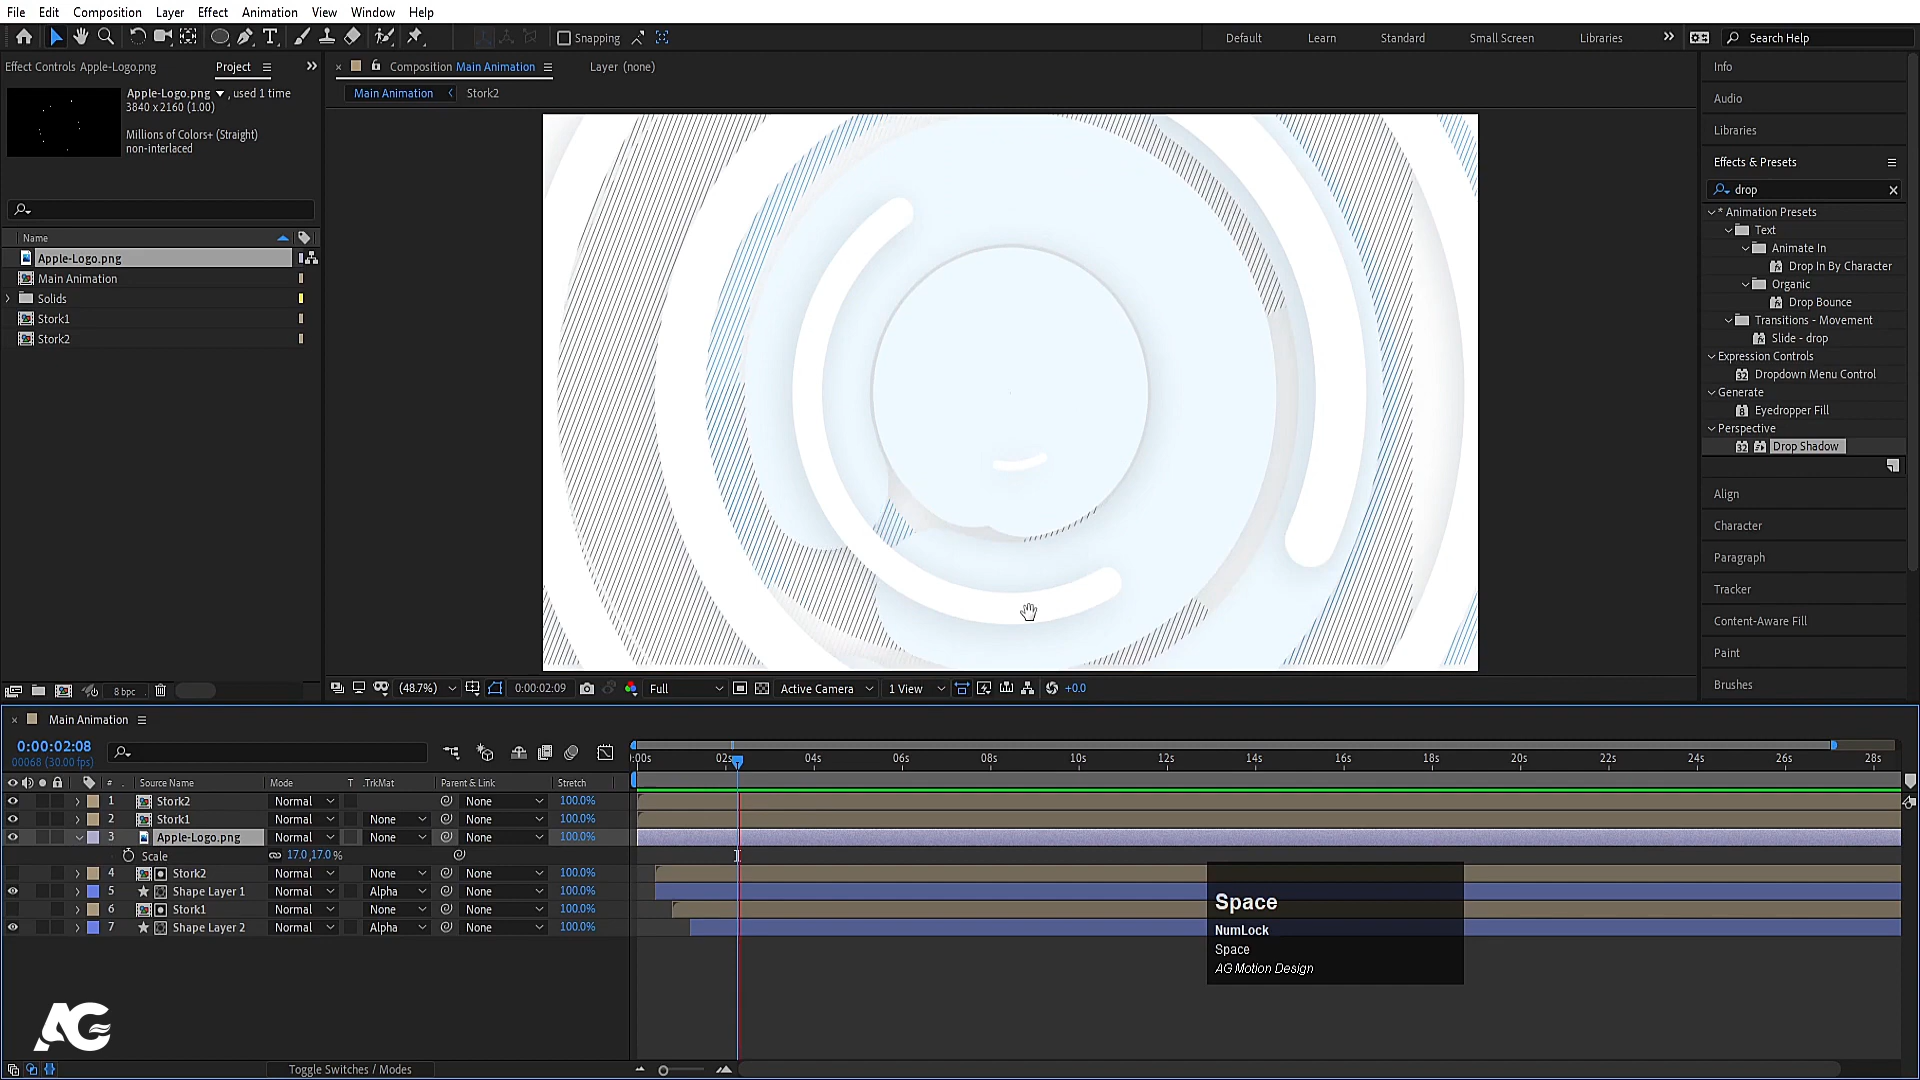 File Edit Composition Layer Effect Animation View Window Help
Snapping
Default Learn Standard Small Screen Libraries » Search Help
Effect Controls Apple-Logo.png Project »
Composition Main Animation Layer (none)
Main Animation Stork2
Apple-Logo.png , used 1 time
3840 x 2160 (1.00)
Millions of Colors+ (Straight)
non-interlaced
Name
Apple-Logo.png
Main Animation
Solids
Stork1
Stork2
8 bpc
Info
Audio
Libraries
Effects & Presets
drop
* Animation Presets
Text
Animate In
Drop In By Character
Organic
Drop Bounce
Transitions - Movement
Slide - drop
Expression Controls
Dropdown Menu Control
Generate
Eyedropper Fill
Perspective
Drop Shadow
Align
Character
Paragraph
Tracker
Content-Aware Fill
Paint
Brushes
(48.7%) 0:00:02:09 Full Active Camera 1 View +0.0
Main Animation
0:00:02:08
00068 (30.00 fps)
:00s 02s 04s 06s 08s 10s 12s 14s 16s 18s 20s 22s 24s 26s 28s
# . Source Name Mode T .TrkMat Parent & Link Stretch
1 Stork2 Normal None 100.0%
2 Stork1 Normal None None 100.0%
3 Apple-Logo.png Normal None None 100.0%
Scale 17.0,17.0 %
4 Stork2 Normal None None 100.0%
5 Shape Layer 1 Normal Alpha None 100.0%
6 Stork1 Normal None None 100.0%
7 Shape Layer 2 Normal Alpha None 100.0%
Space
NumLock
Space
AG Motion Design
AG
Toggle Switches / Modes